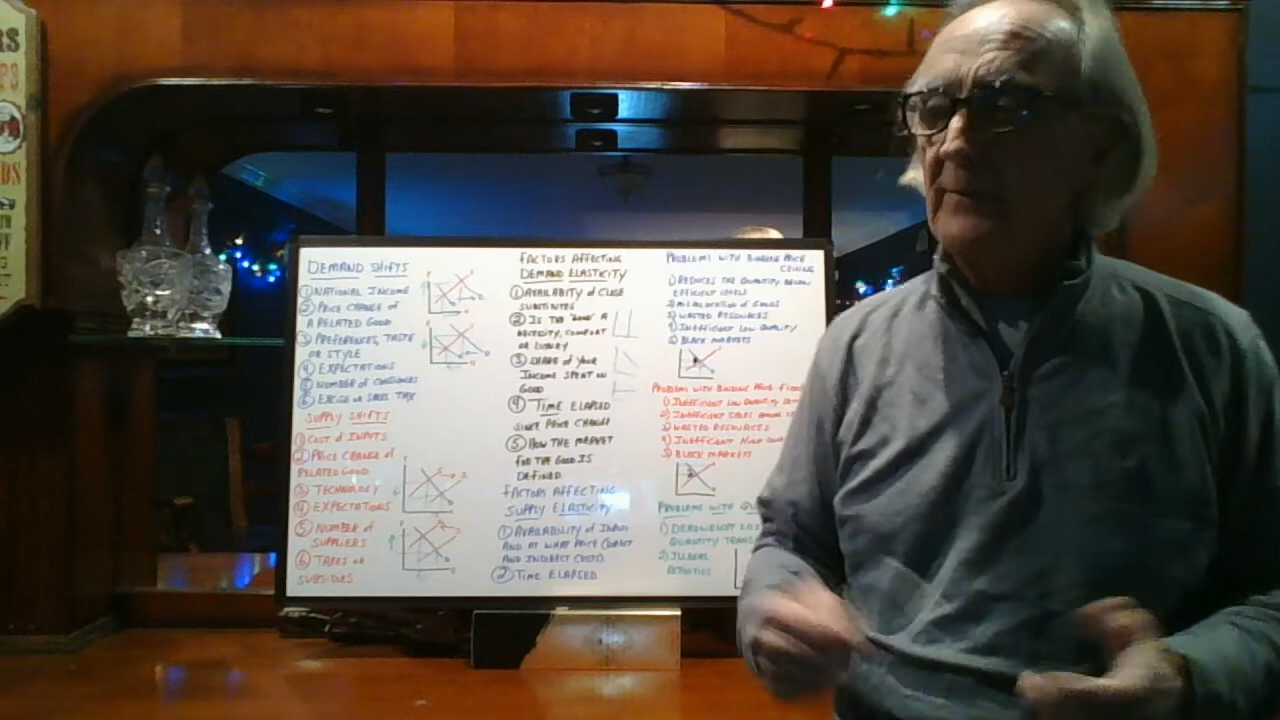 DEMAND SHIFTS
① NATIONAL INCOME
② PRICE CHANGE of
A RELATED GOOD
③ PREFERENCES, TASTE
OR STYLE
④ EXPECTATIONS
⑤ NUMBER of CONSUMERS
⑥ EXCISE OR SALES TAX
SUPPLY SHIFTS
① COST of INPUTS
② PRICE CHANGE of
RELATED GOOD
③ TECHNOLOGY
④ EXPECTATIONS
⑤ NUMBER of
SUPPLIERS
⑥ TAXES OR
SUBSIDIES
FACTORS AFFECTING
DEMAND ELASTICITY
① AVAILABITY of CLOSE
② IS THE "GOOD" A
NECESSITY, COMFORT
OR LUXURY
③ SHARE of YOUR
INCOME SPENT ON
GOOD
④ TIME ELAPSED
SINCE PRICE CHANGE
⑤ HOW THE MARKET
FOR THE GOOD IS
DEFINED
FACTORS AFFECTING
SUPPLY ELASTICITY
① AVAILABILITY of INPUTS
AND AT WHAT PRICE (DIRECT
AND INDIRECT COSTS)
② TIME ELAPSED
PROBLEMS WITH BINDING PRICE
CEILING
1) REDUCES THE QUANTITY BELOW
EFFICIENT LEVELS
2) MISALLOCATION of GOODS
3) WASTED RESOURCES
4) INEFFICIENT LOW QUALITY
5) BLACK MARKETS
PROBLEMS WITH BINDING PRICE
1) INEFFICIENT LOW QUANTITY
2) INEFFICIENT SALES
3) WASTED RESOURCES
4) INEFFICIENT HIGH
5) BLACK MARKETS
PROBLEMS WITH
1) DEADWEIGHT
QUANTITY
2) ILLEGAL
ACTIVITIES